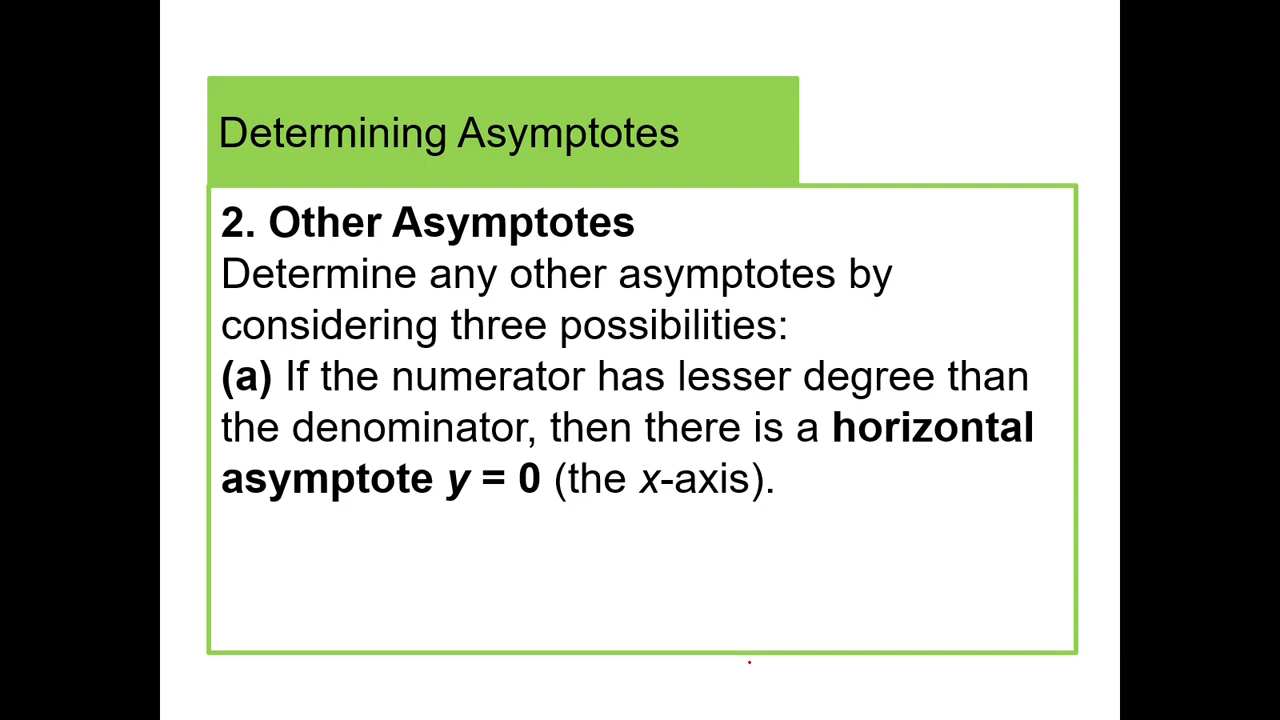 Determining Asymptotes
2. Other Asymptotes
Determine any other asymptotes by
considering three possibilities:
(a) If the numerator has lesser degree than
the denominator, then there is a horizontal
asymptote y = 0 (the x-axis).